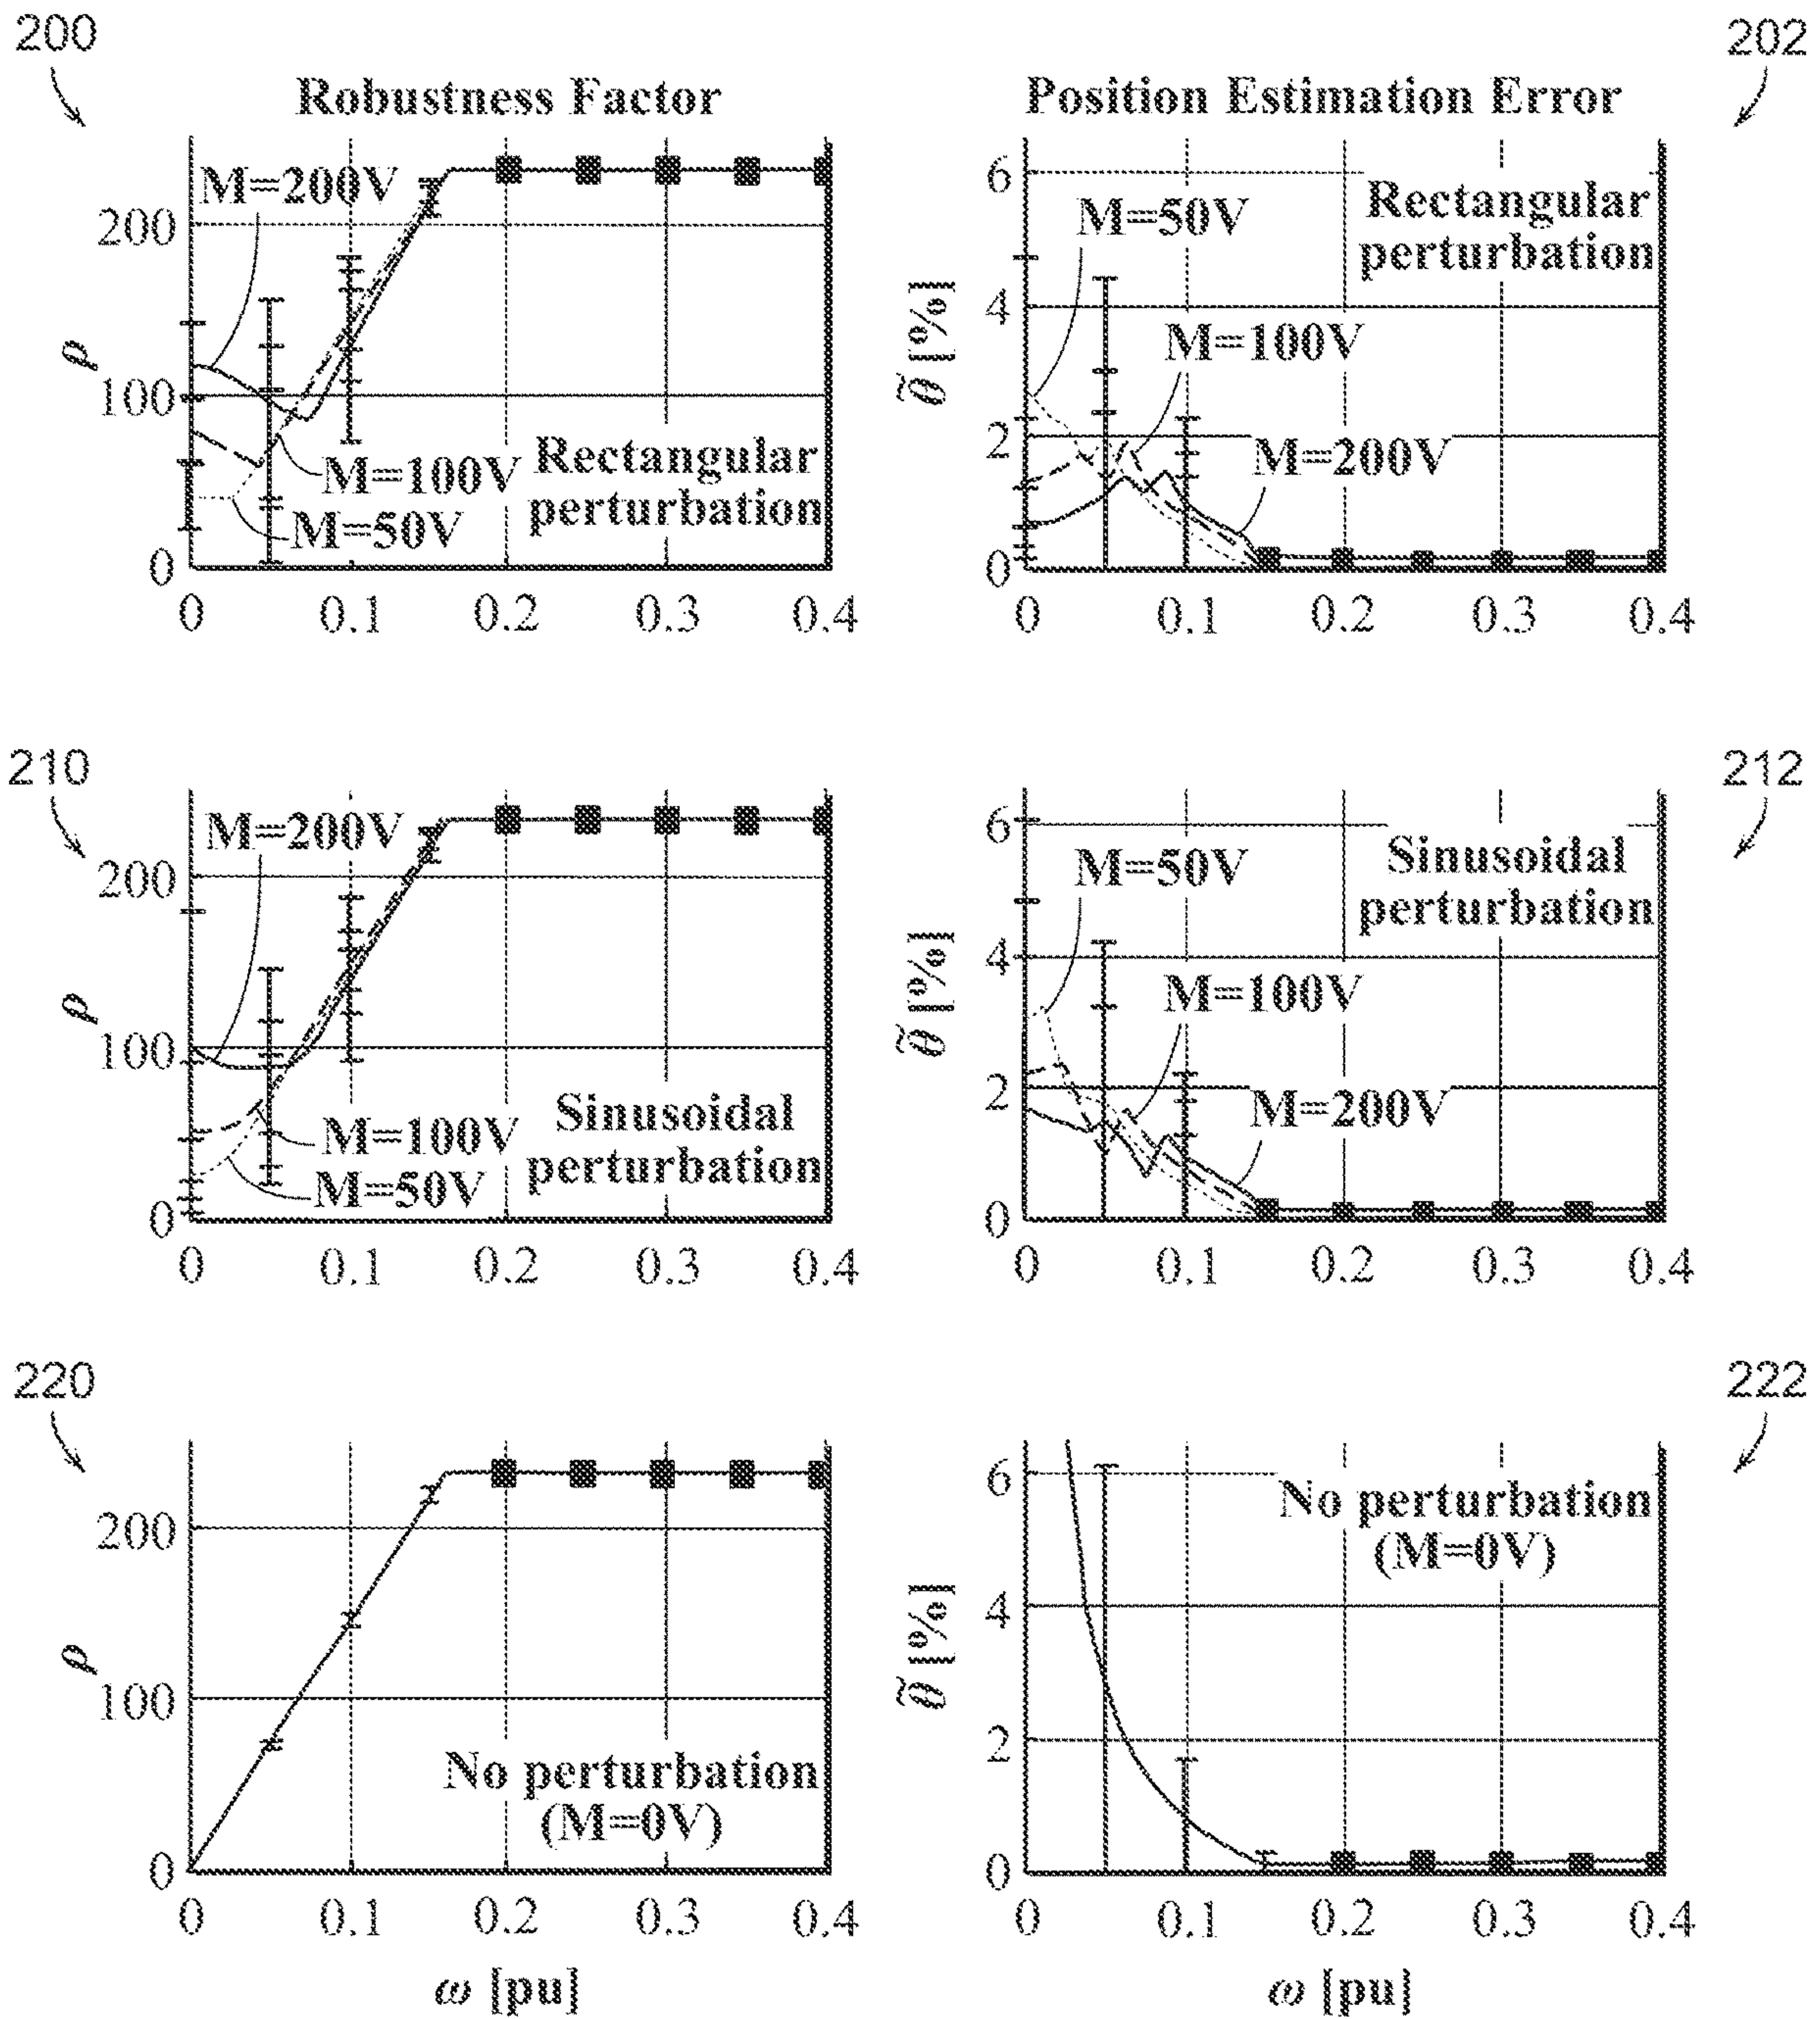 200
202
Robustness Factor
Position Estimation Error
M=200V
200
100
0
ρ
M=100V
M=50V
Rectangular
perturbation
0 0.1 0.2 0.3 0.4
6
4
2
0
θ̃ [%]
M=50V
M=100V
M=200V
Rectangular
perturbation
0 0.1 0.2 0.3 0.4
210
212
M=200V
200
100
0
ρ
M=100V
M=50V
Sinusoidal
perturbation
0 0.1 0.2 0.3 0.4
6
4
2
0
θ̃ [%]
M=50V
M=100V
M=200V
Sinusoidal
perturbation
0 0.1 0.2 0.3 0.4
220
222
200
100
0
ρ
No perturbation
(M=0V)
0 0.1 0.2 0.3 0.4
ω [pu]
6
4
2
0
θ̃ [%]
No perturbation
(M=0V)
0 0.1 0.2 0.3 0.4
ω [pu]